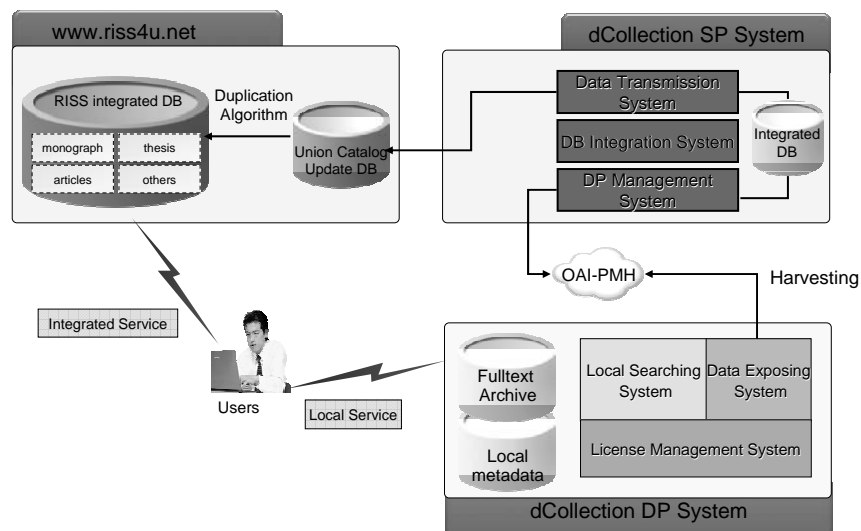 www.riss4u.net
RISS integrated DB
monograph
thesis
articles
others
Duplication
Algorithm
Union Catalog
Update DB
dCollection SP System
Data Transmission
System
DB Integration System
DP Management
System
Integrated
DB
OAI-PMH
Harvesting
Integrated Service
Users
Local Service
Fulltext
Archive
Local
metadata
Local Searching
System
Data Exposing
System
License Management System
dCollection DP System